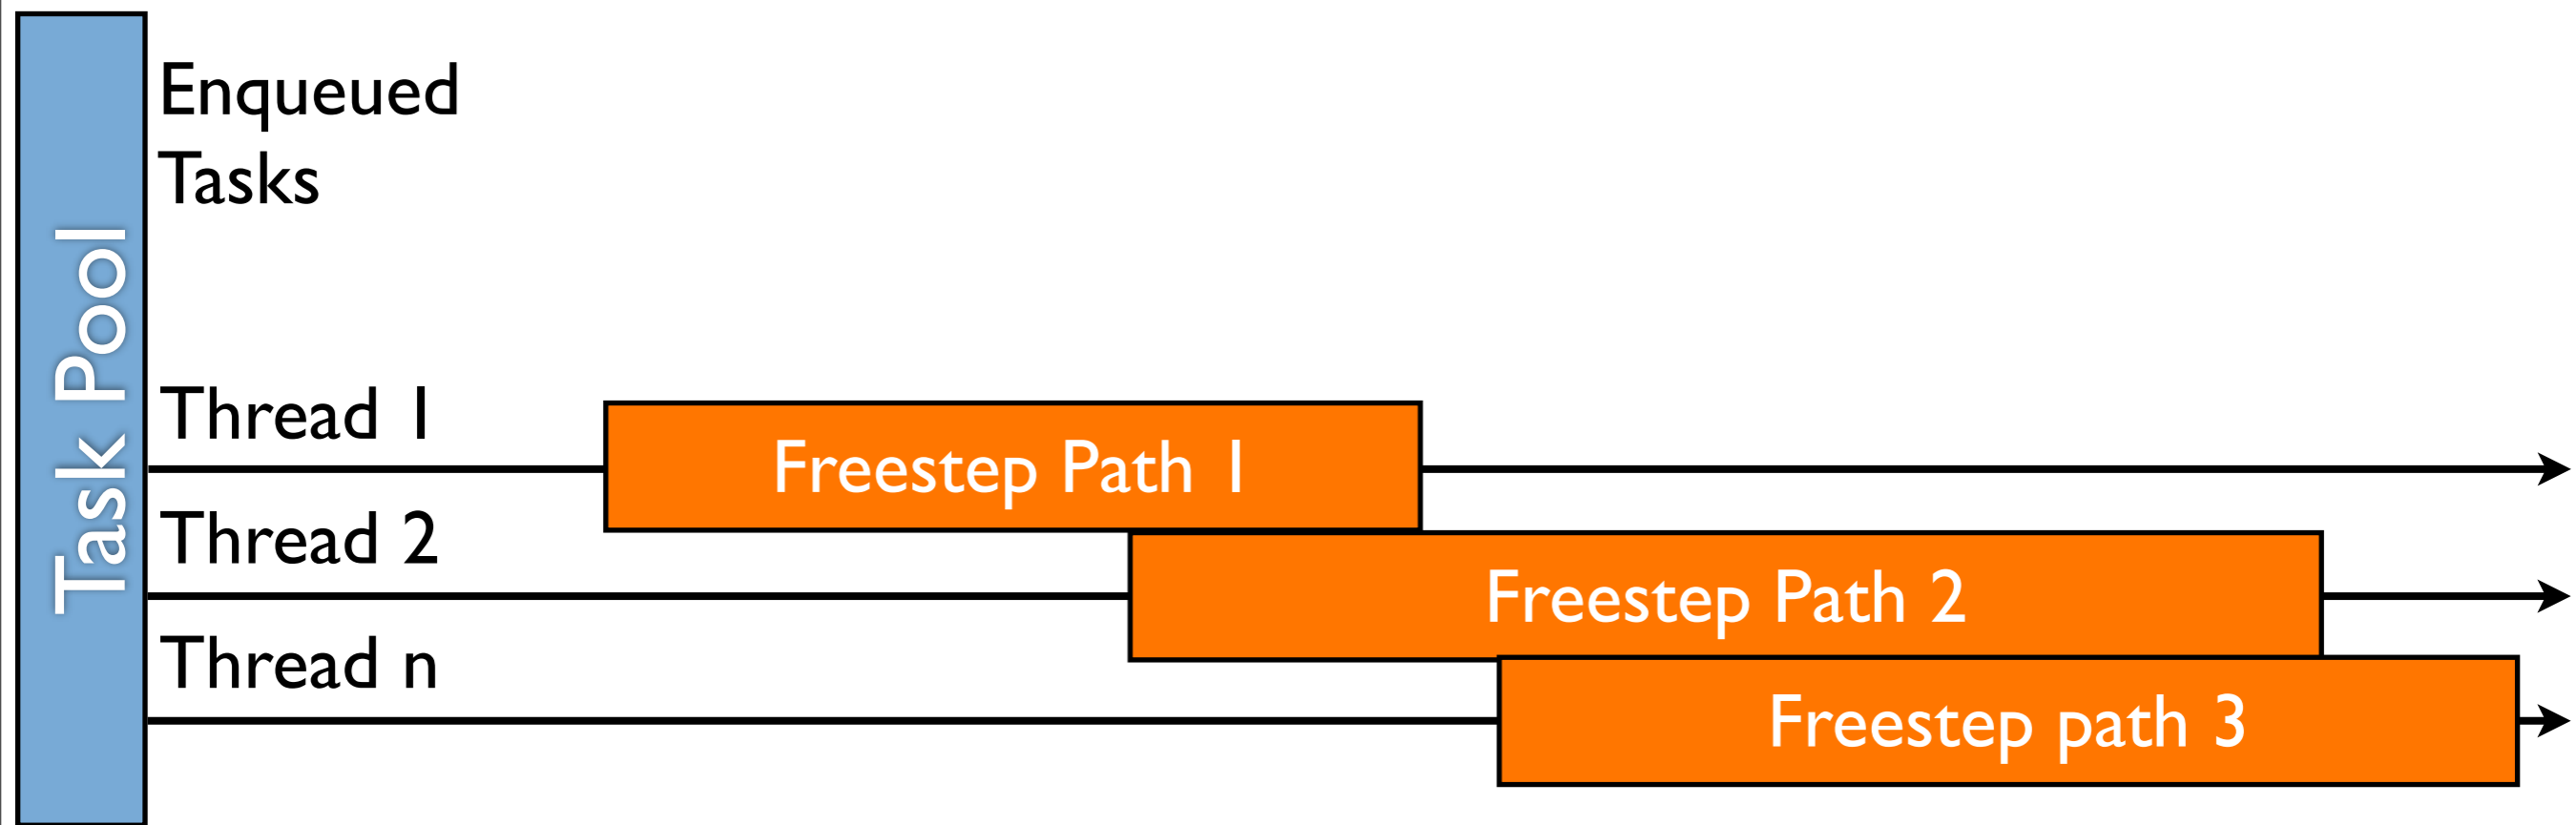 Task Pool
Enqueued
Tasks
Thread 1
Freestep Path 1
Thread 2
Freestep Path 2
Thread n
Freestep path 3